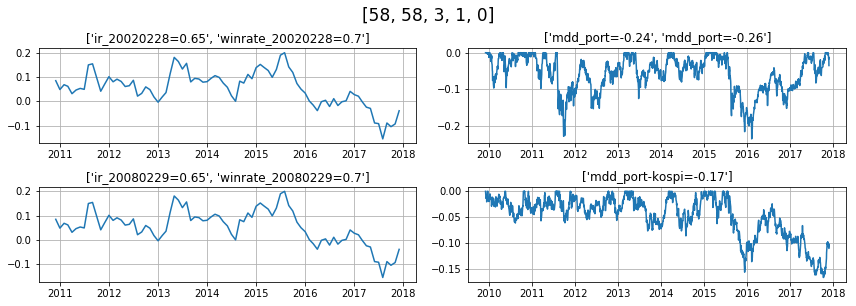 [58, 58, 3, 1, 0]
['ir_20020228=0.65', 'winrate_20020228=0.7']
0.2
0.1
0.0
−0.1
2011 2012 2013 2014 2015 2016 2017 2018
['mdd_port=-0.24', 'mdd_port=-0.26']
0.0
−0.1
−0.2
2010 2011 2012 2013 2014 2015 2016 2017 2018
['ir_20080229=0.65', 'winrate_20080229=0.7']
0.2
0.1
0.0
−0.1
2011 2012 2013 2014 2015 2016 2017 2018
['mdd_port-kospi=-0.17']
0.00
−0.05
−0.10
−0.15
2010 2011 2012 2013 2014 2015 2016 2017 2018